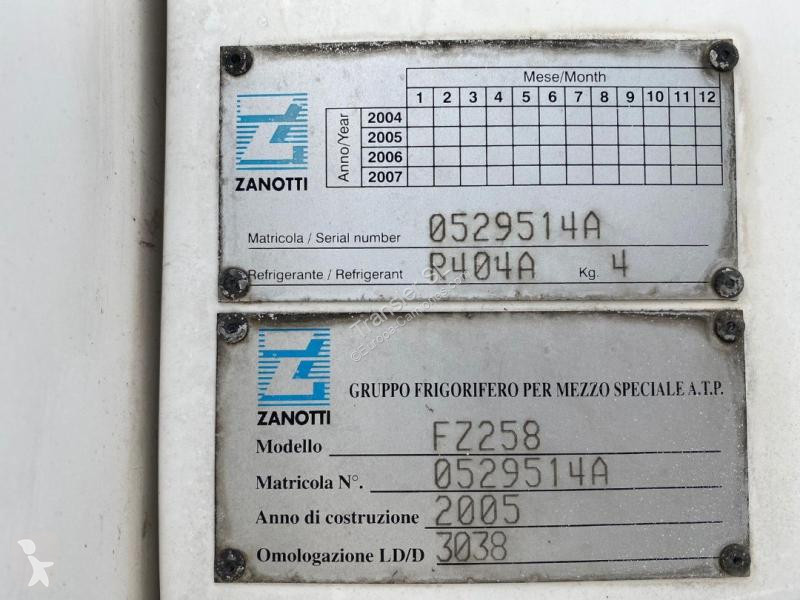 Mese/Month
1 2 3 4 5 6 7 8 9 10 11 12
Anno/Year
2004
2005
2006
2007
ZANOTTI
Matricola / Serial number 0529514A
Refrigerante / Refrigerant R404A Kg. 4
ZANOTTI
GRUPPO FRIGORIFERO PER MEZZO SPECIALE A.T.P.
Modello FZ258
Matricola N°. 0529514A
Anno di costruzione 2005
Omologazione LD/D 3038